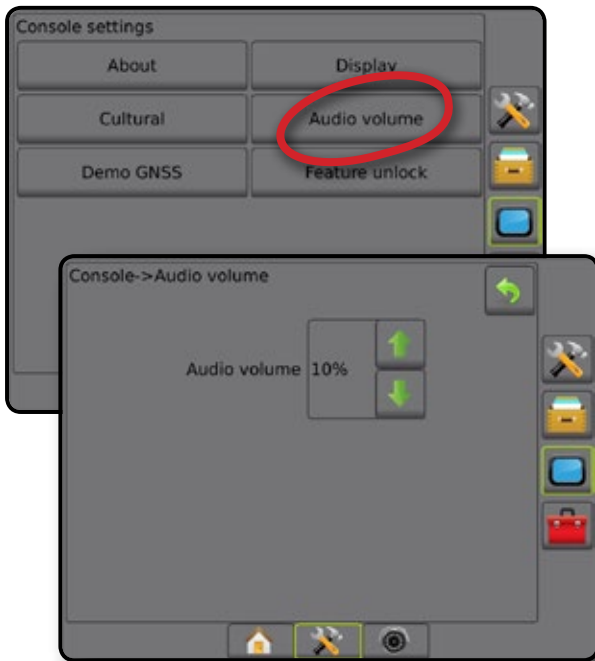 Console settings
About
Display
Cultural
Audio volume
Demo GNSS
Feature unlock
Console->Audio volume
Audio volume 10%